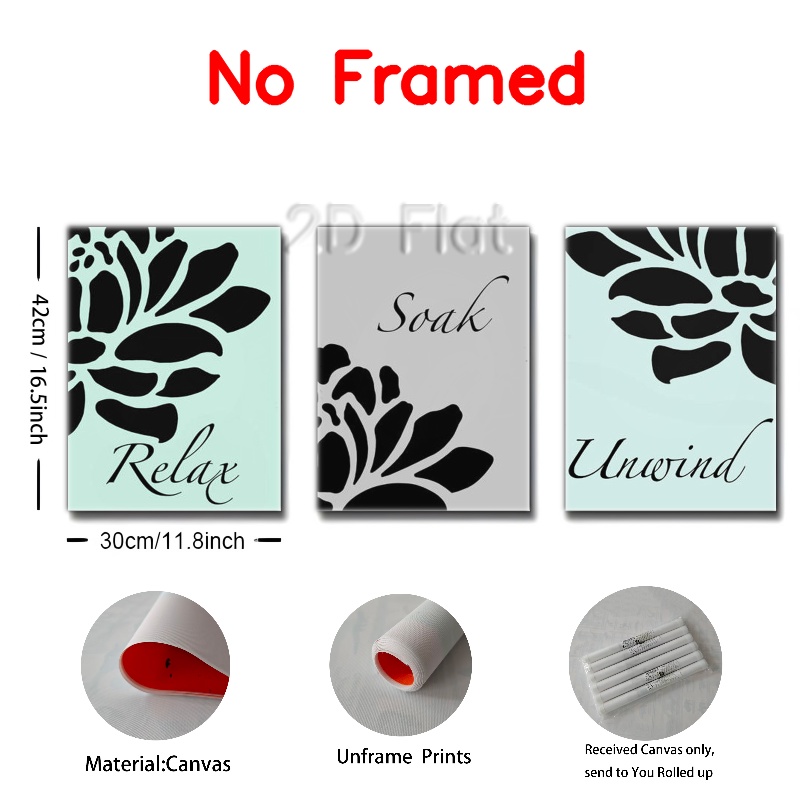 No Framed
2D Flat
42cm / 16.5inch
Relax
Soak
Unwind
30cm/11.8inch
Material:Canvas
Unframe Prints
Received Canvas only,
send to You Rolled up